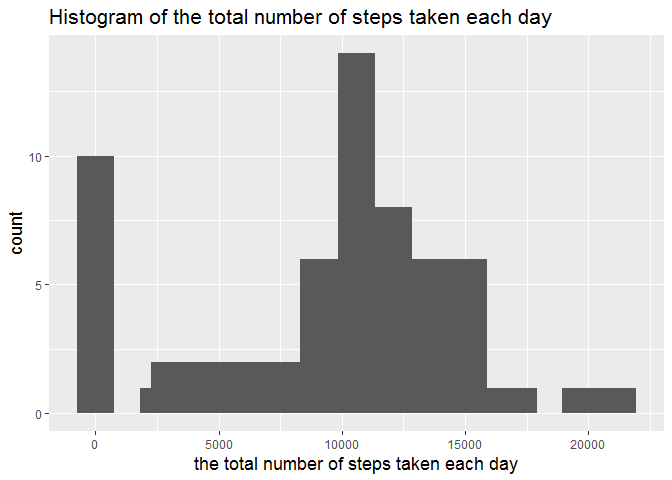 Histogram of the total number of steps taken each day
10
5
0
count
0 5000 10000 15000 20000
the total number of steps taken each day